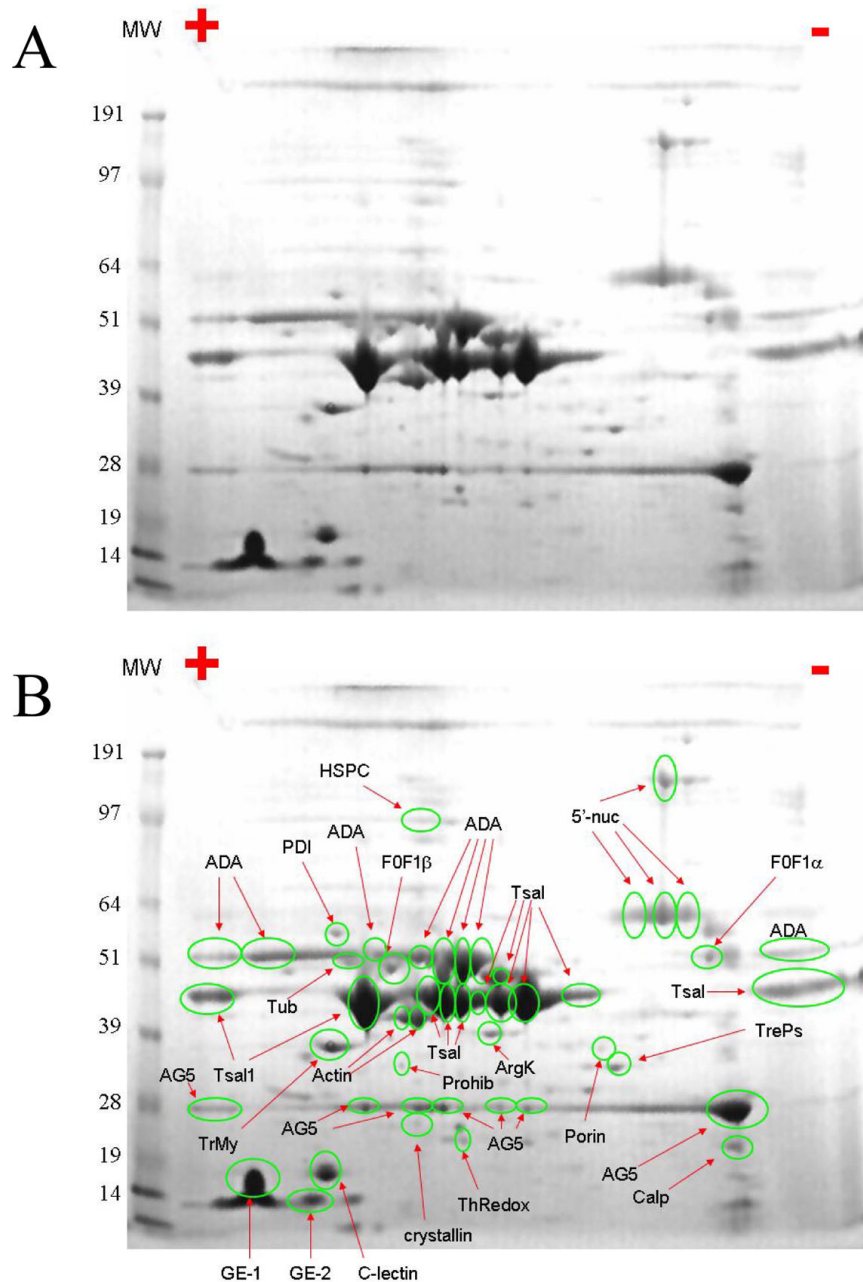 A
MW + -
191
97
64
51
39
28
19
14
B
MW + -
191
HSPC
97
5'-nuc
ADA ADA
PDI
ADA F0F1β F0F1α
Tsal
64
ADA
51
Tub Tsal
39
TrePs
Tsal1 Actin Tsal ArgK
AG5 Prohib
28
TrMy AG5 AG5 Porin
19 AG5
14 ThRedox Calp
crystallin
GE-1 GE-2 C-lectin